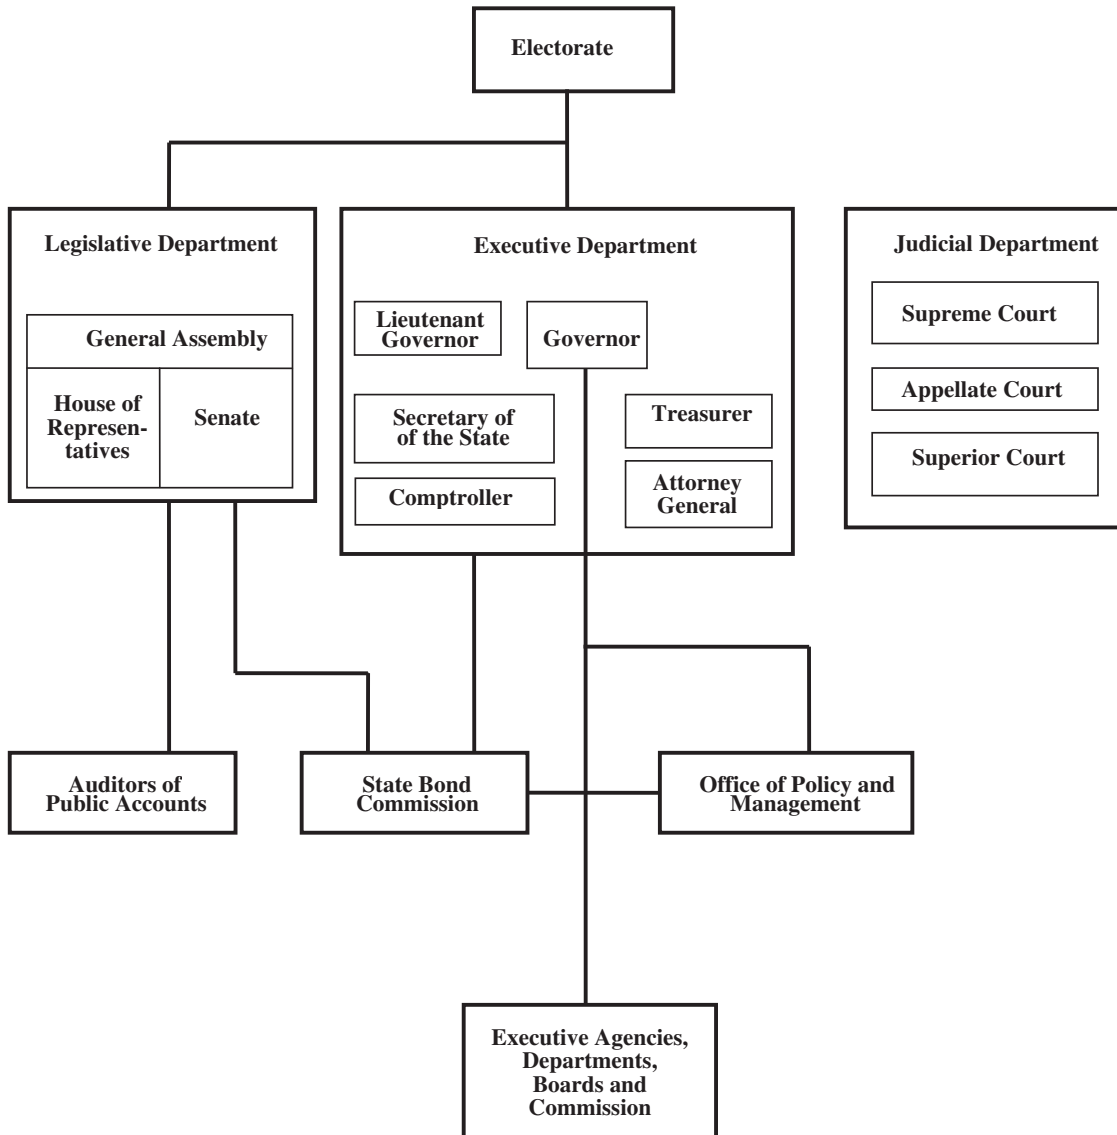 Electorate
Legislative Department
General Assembly
House of
Represen-
tatives
Senate
Executive Department
Lieutenant
Governor
Governor
Secretary of
of the State
Comptroller
Treasurer
Attorney
General
Judicial Department
Supreme Court
Appellate Court
Superior Court
Auditors of
Public Accounts
State Bond
Commission
Office of Policy and
Management
Executive Agencies,
Departments,
Boards and
Commission